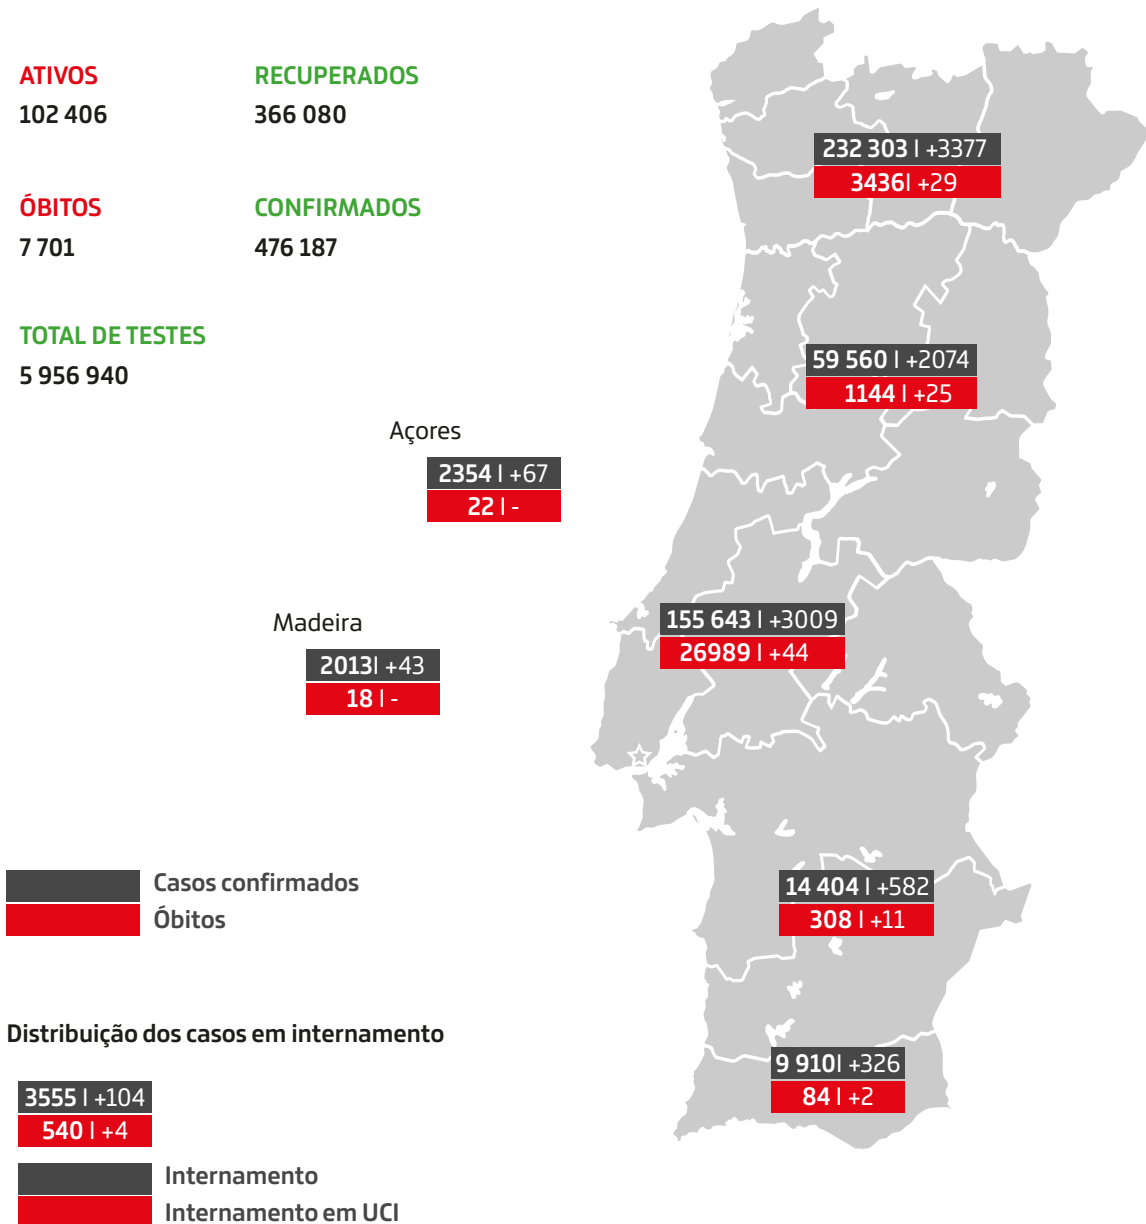 ATIVOS
102 406
RECUPERADOS
366 080
ÓBITOS
7 701
CONFIRMADOS
476 187
TOTAL DE TESTES
5 956 940
232 303 | +3377
3436| +29
59 560 | +2074
1144 | +25
Açores
2354 | +67
22 | -
Madeira
2013| +43
18 | -
155 643 | +3009
26989 | +44
14 404 | +582
308 | +11
9 910| +326
84 | +2
Casos confirmados
Óbitos
Distribuição dos casos em internamento
3555 | +104
540 | +4
Internamento
Internamento em UCI